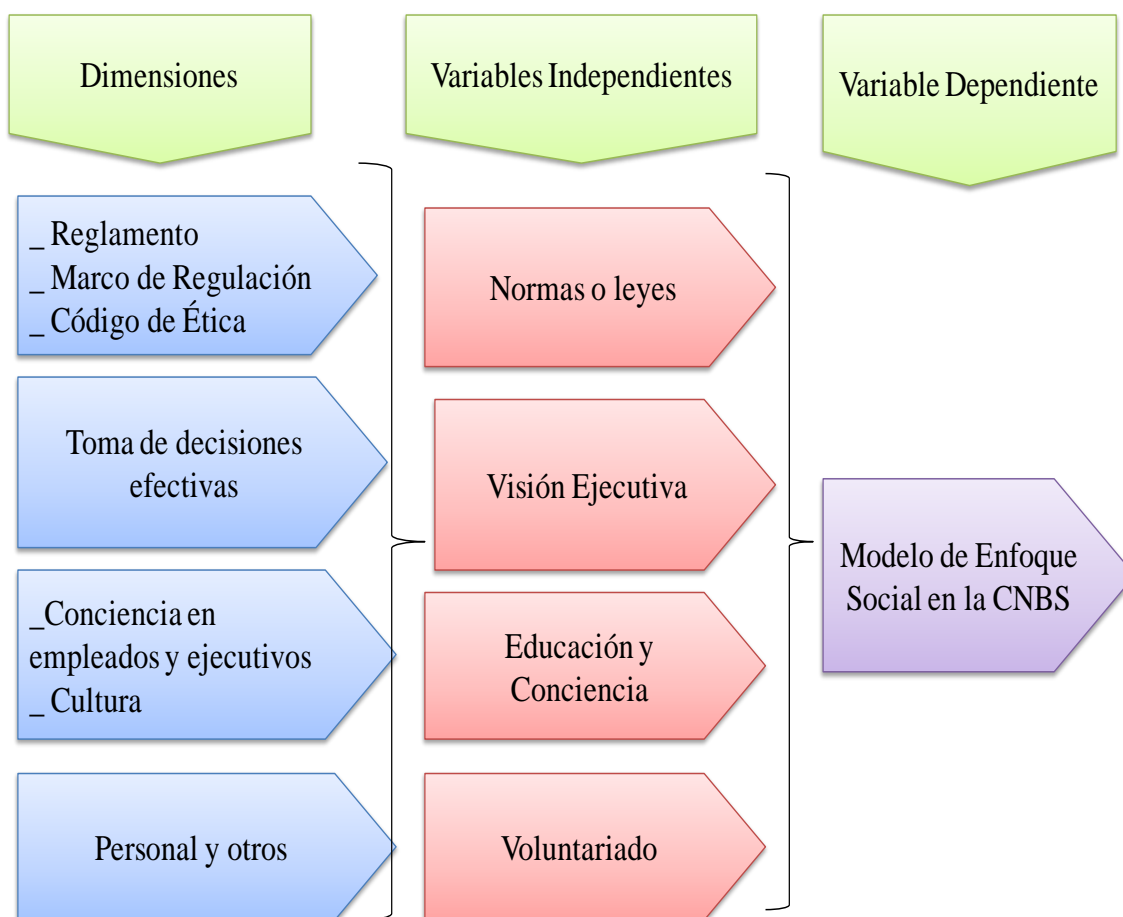 Dimensiones
Variables Independientes
Variable Dependiente
_ Reglamento
_ Marco de Regulación
_ Código de Ética
Normas o leyes
Toma de decisiones
efectivas
Visión Ejecutiva
Modelo de Enfoque
Social en la CNBS
_Conciencia en
empleados y ejecutivos
_ Cultura
Educación y
Conciencia
Personal y otros
Voluntariado